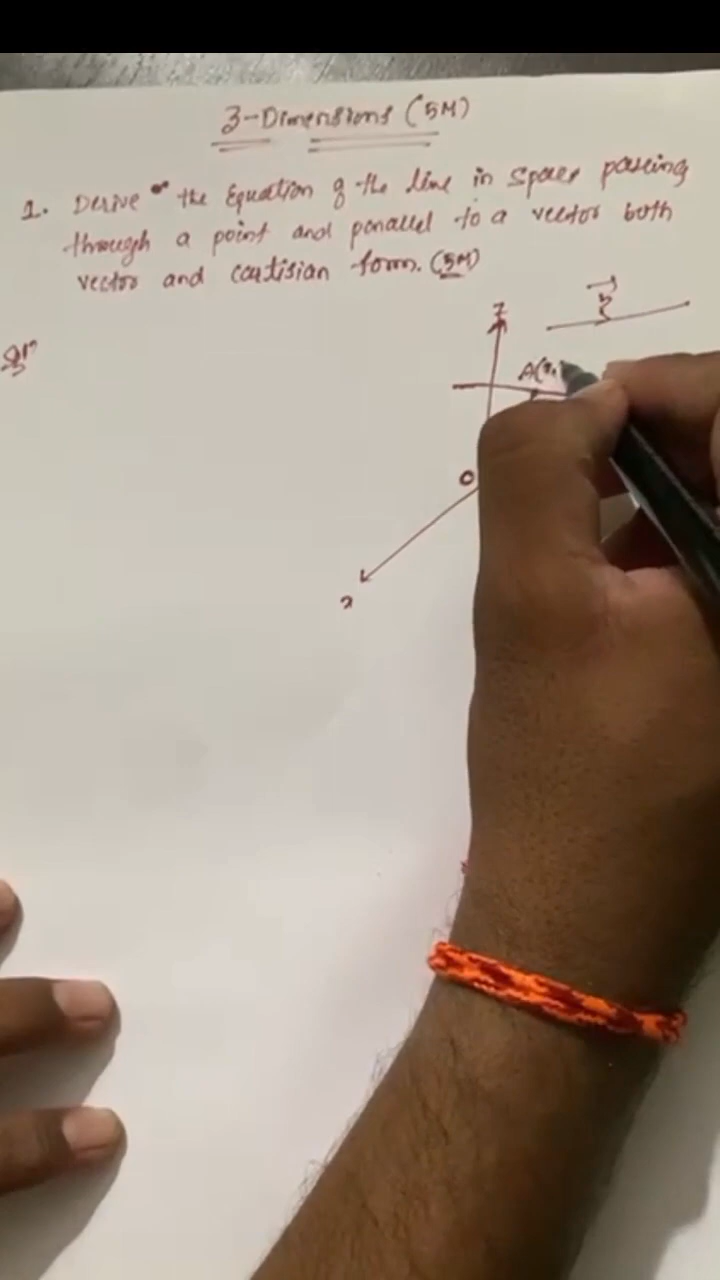 3-Dimensions (5M)
1. Derive the Equation of the line in space passing
through a point and parallel to a vector both
vector and cartisian form. (5M)
Z
b
A(x1
O
x